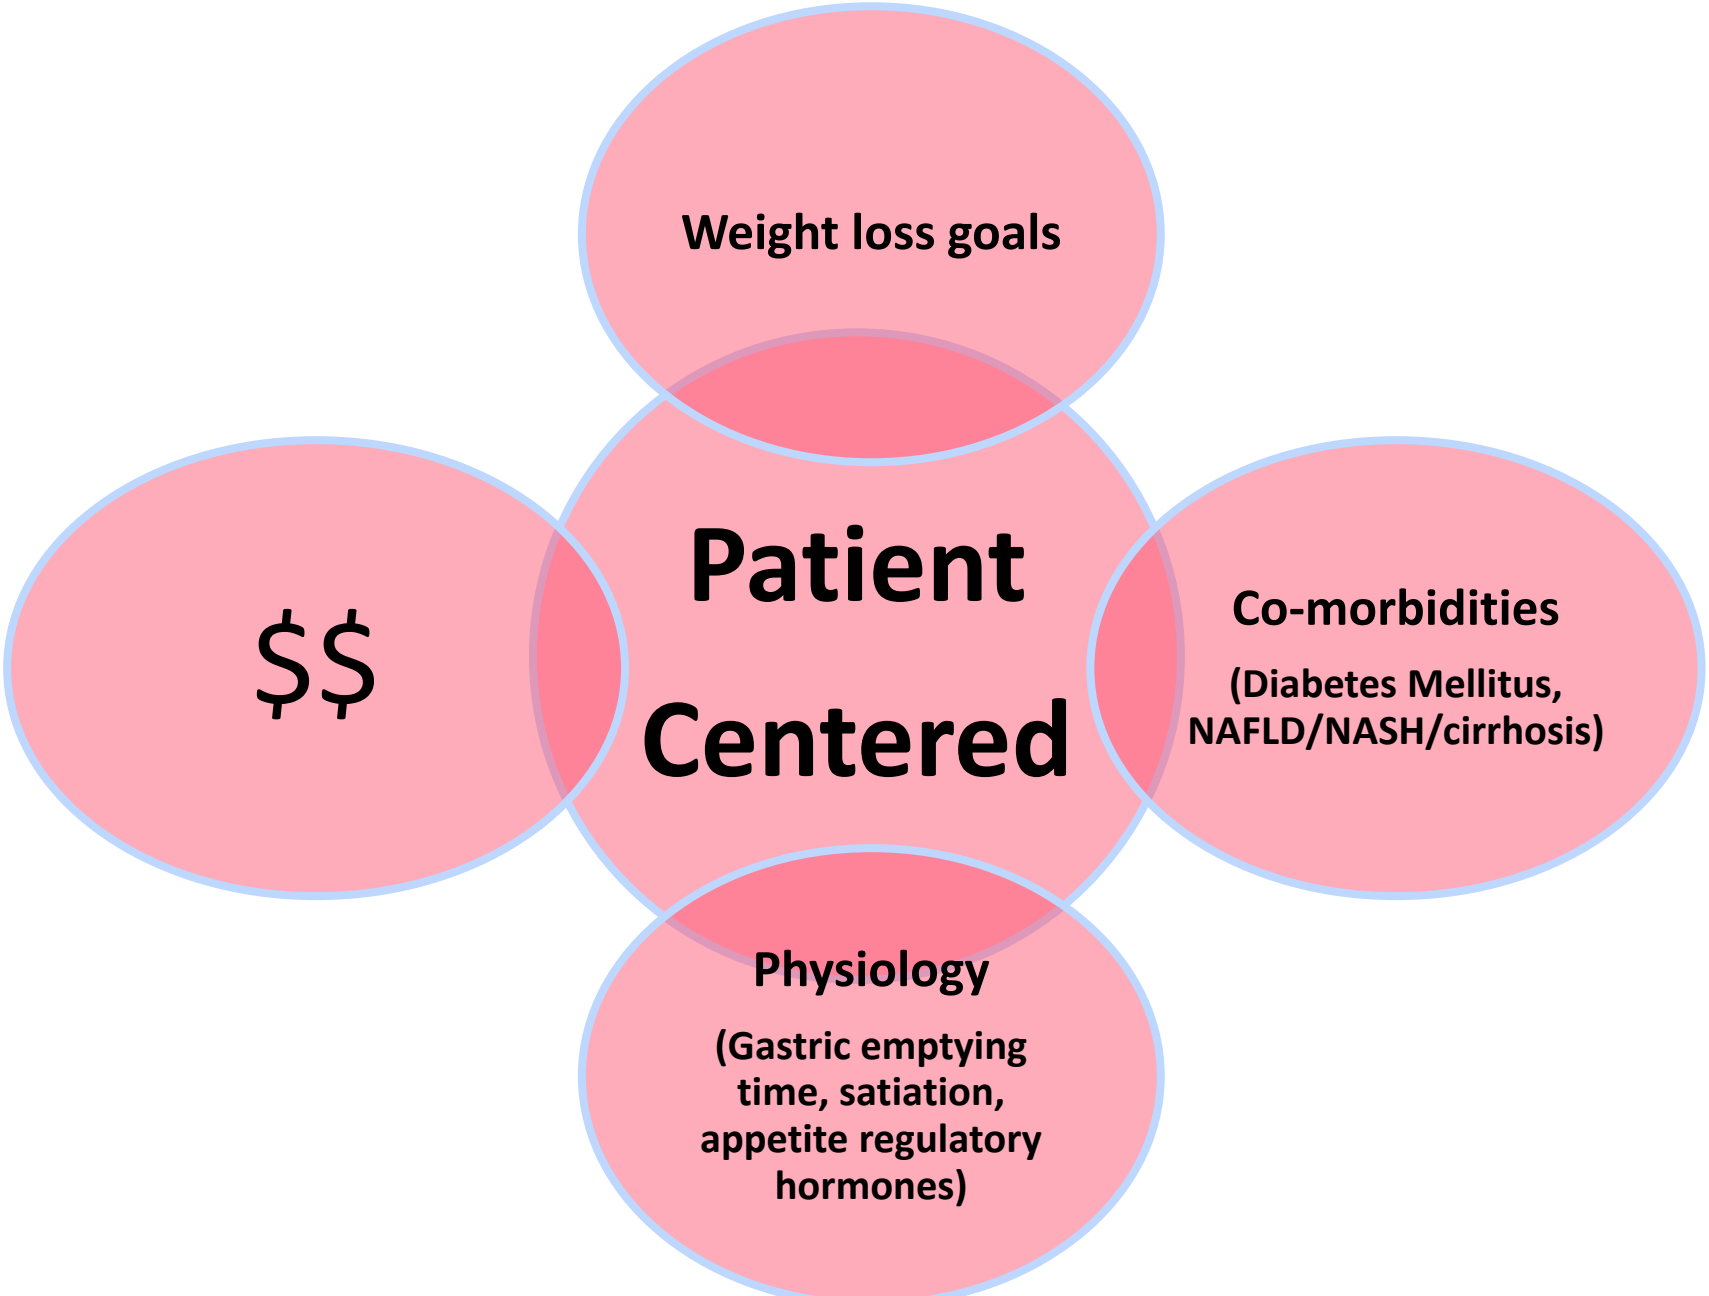 Weight loss goals
Patient
Centered
$$
Co-morbidities
(Diabetes Mellitus,
NAFLD/NASH/cirrhosis)
Physiology
(Gastric emptying
time, satiation,
appetite regulatory
hormones)